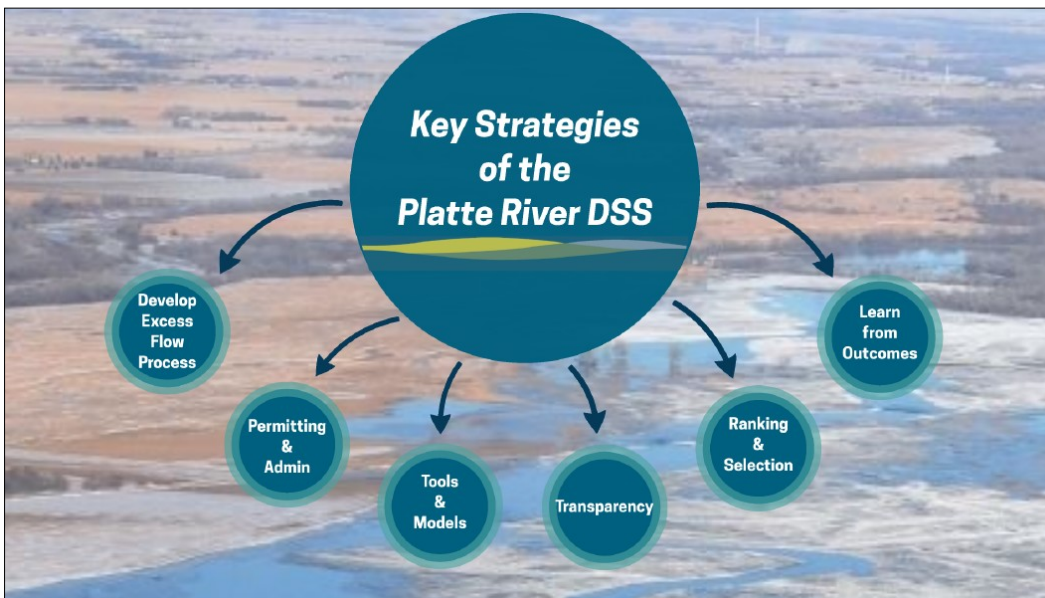 Key Strategies
of the
Platte River DSS
Develop
Excess
Flow
Process
Permitting
&
Admin
Tools
&
Models
Transparency
Ranking
&
Selection
Learn
from
Outcomes